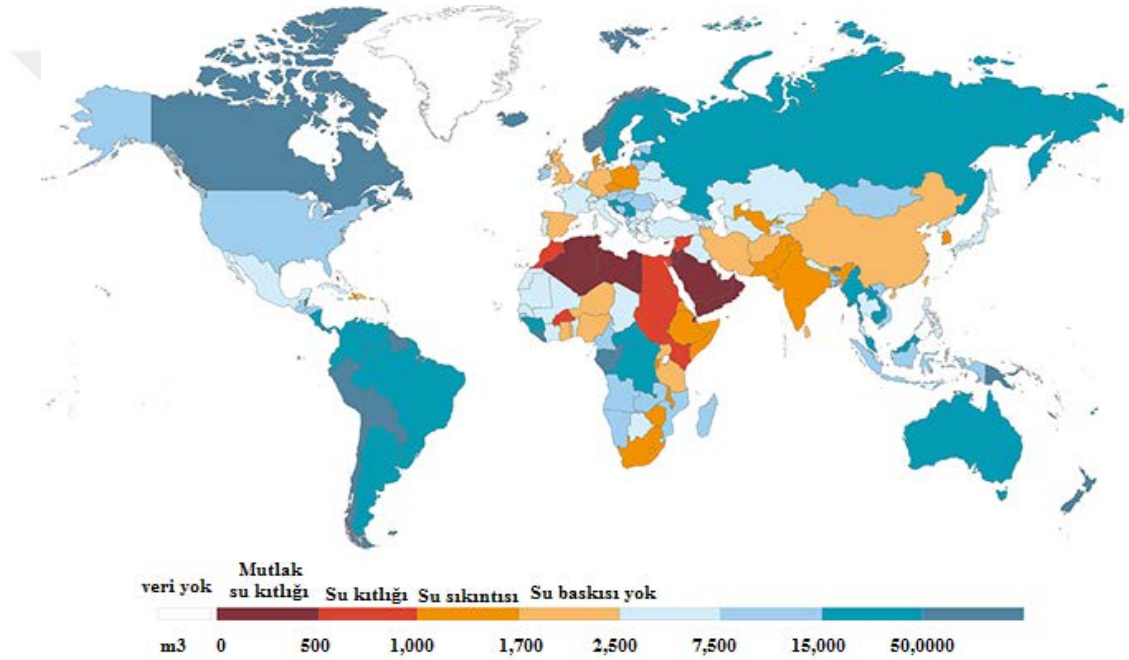 veri yok Mutlak su kıtlığı Su kıtlığı Su sıkıntısı Su baskısı yok
m3 0 500 1,000 1,700 2,500 7,500 15,000 50,0000